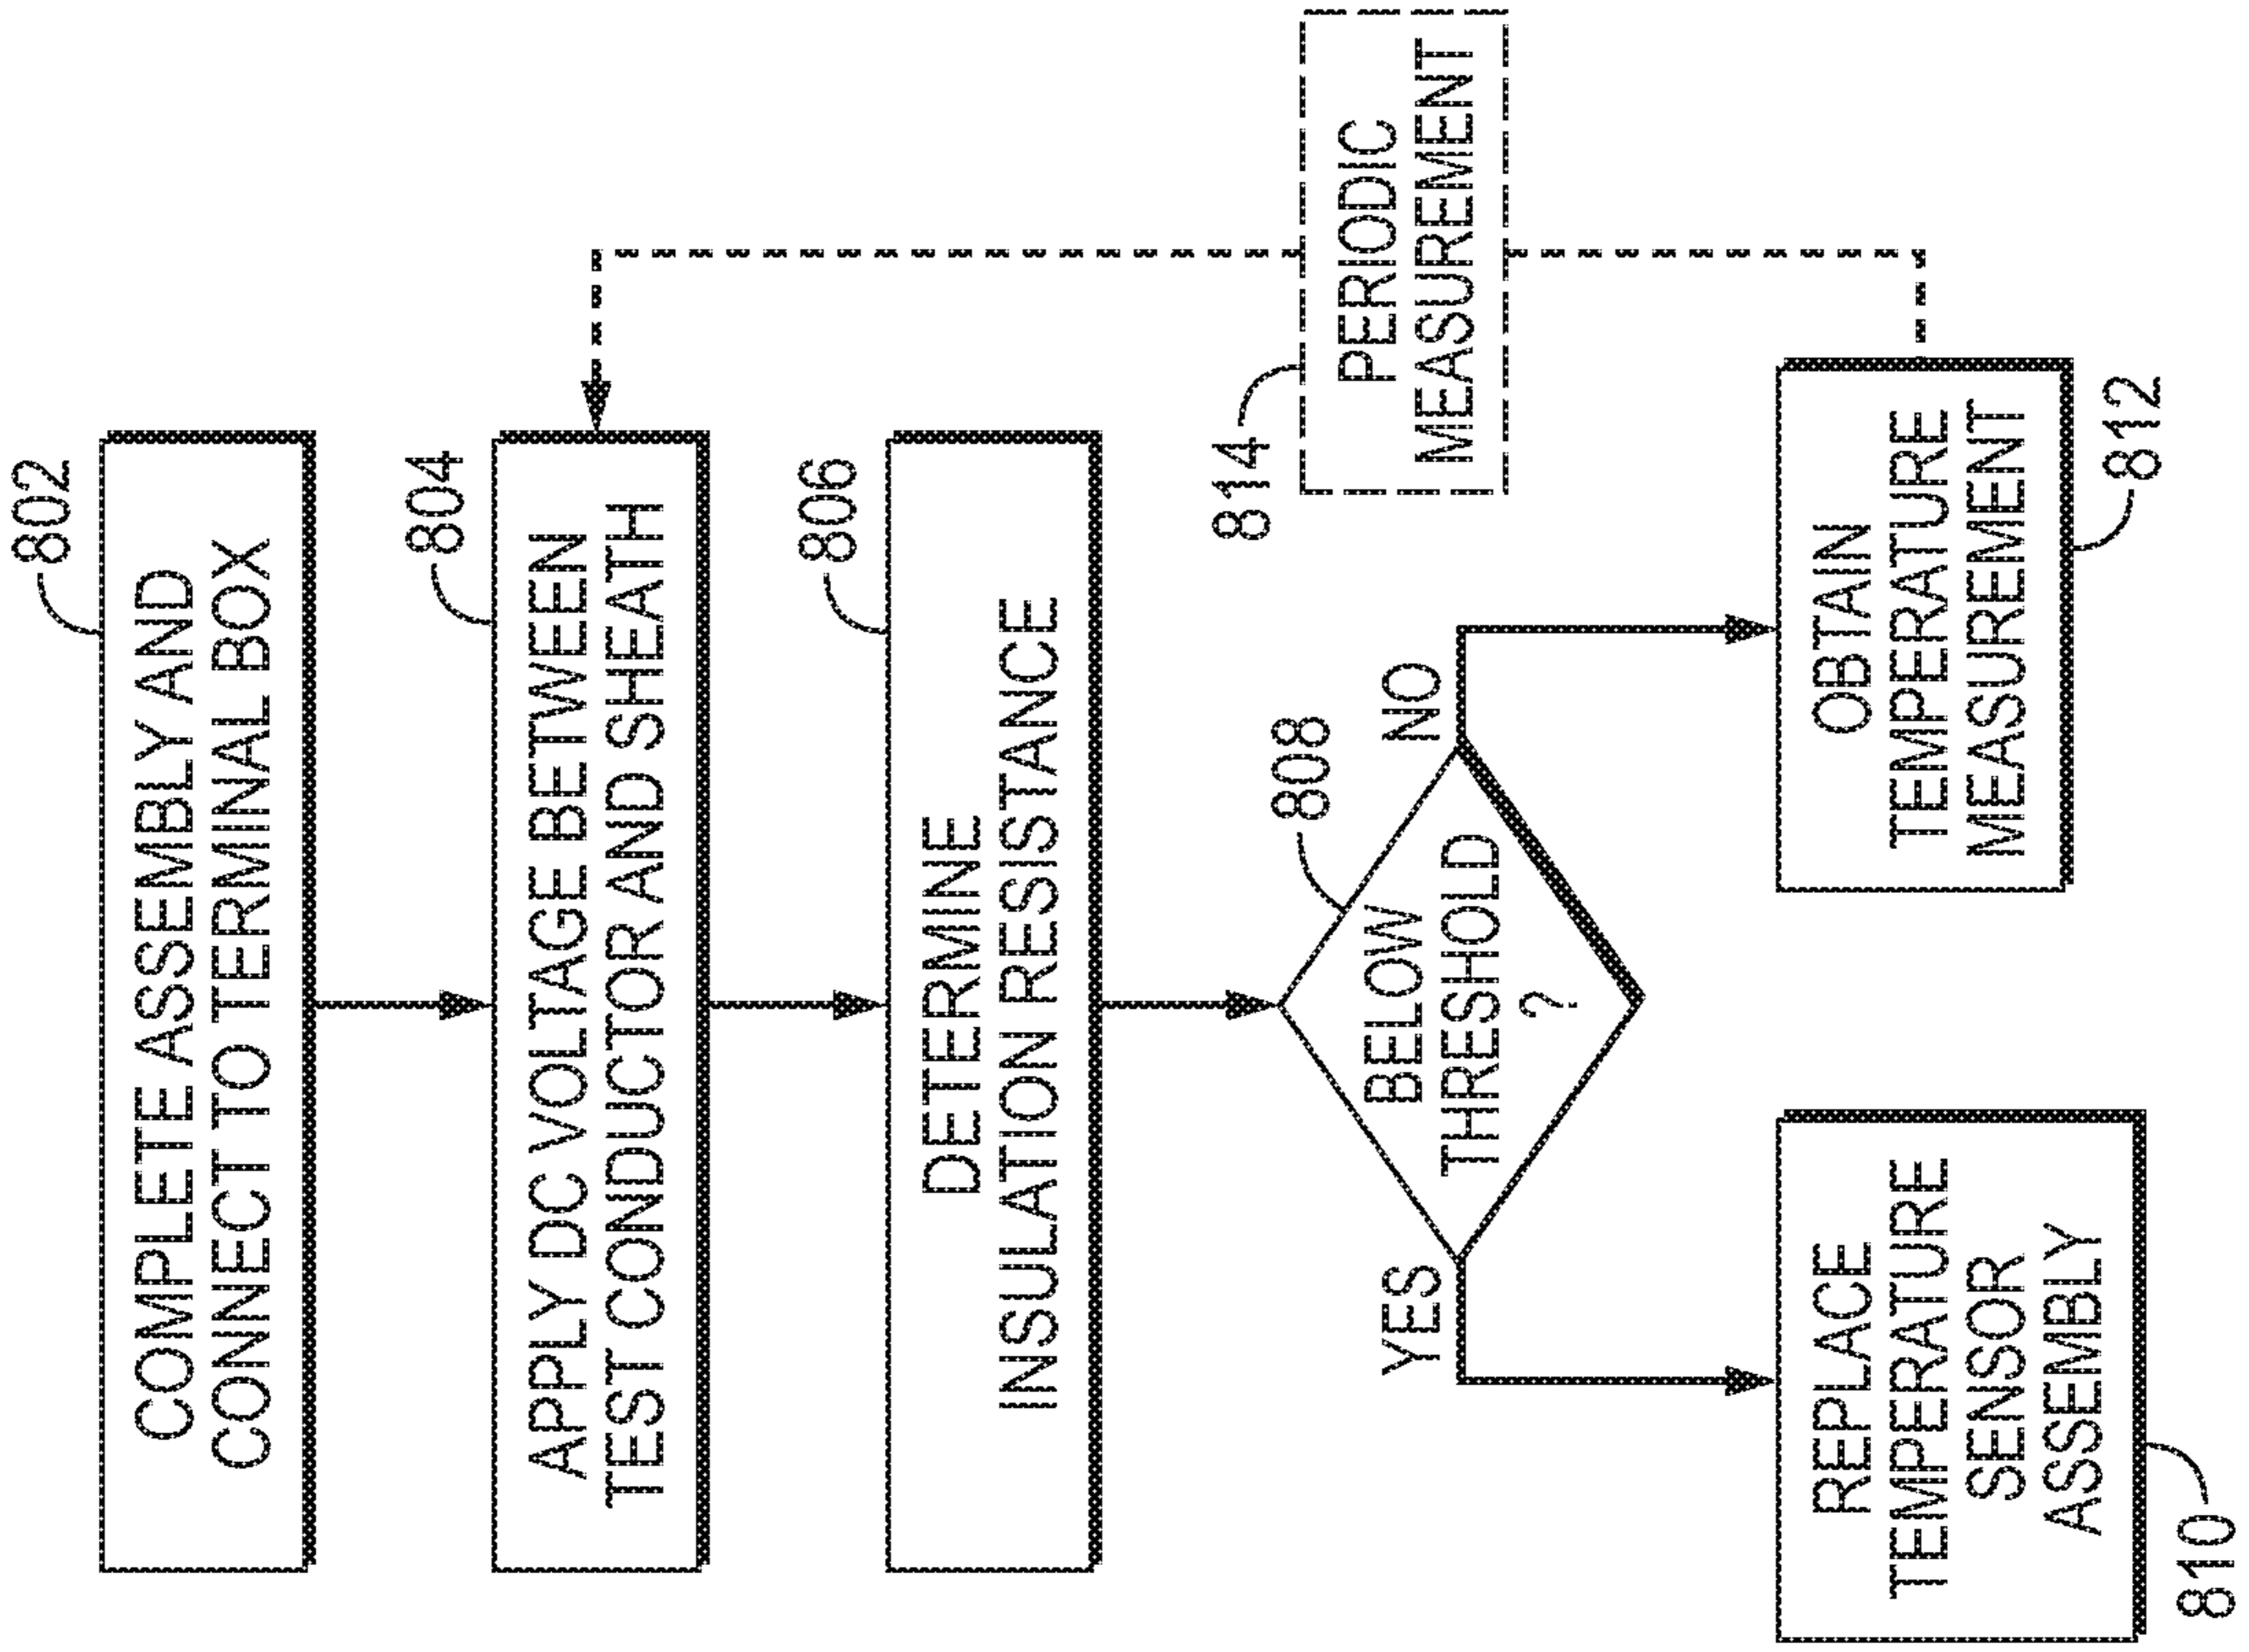 802
COMPLETE ASSEMBLY AND
CONNECT TO TERMINAL BOX
804
APPLY DC VOLTAGE BETWEEN
TEST CONDUCTOR AND SHEATH
806
DETERMINE
INSULATION RESISTANCE
808
BELOW
THRESHOLD
?
YES
NO
814
PERIODIC
MEASUREMENT
REPLACE
TEMPERATURE
SENSOR
ASSEMBLY
810
OBTAIN
TEMPERATURE
MEASUREMENT
812